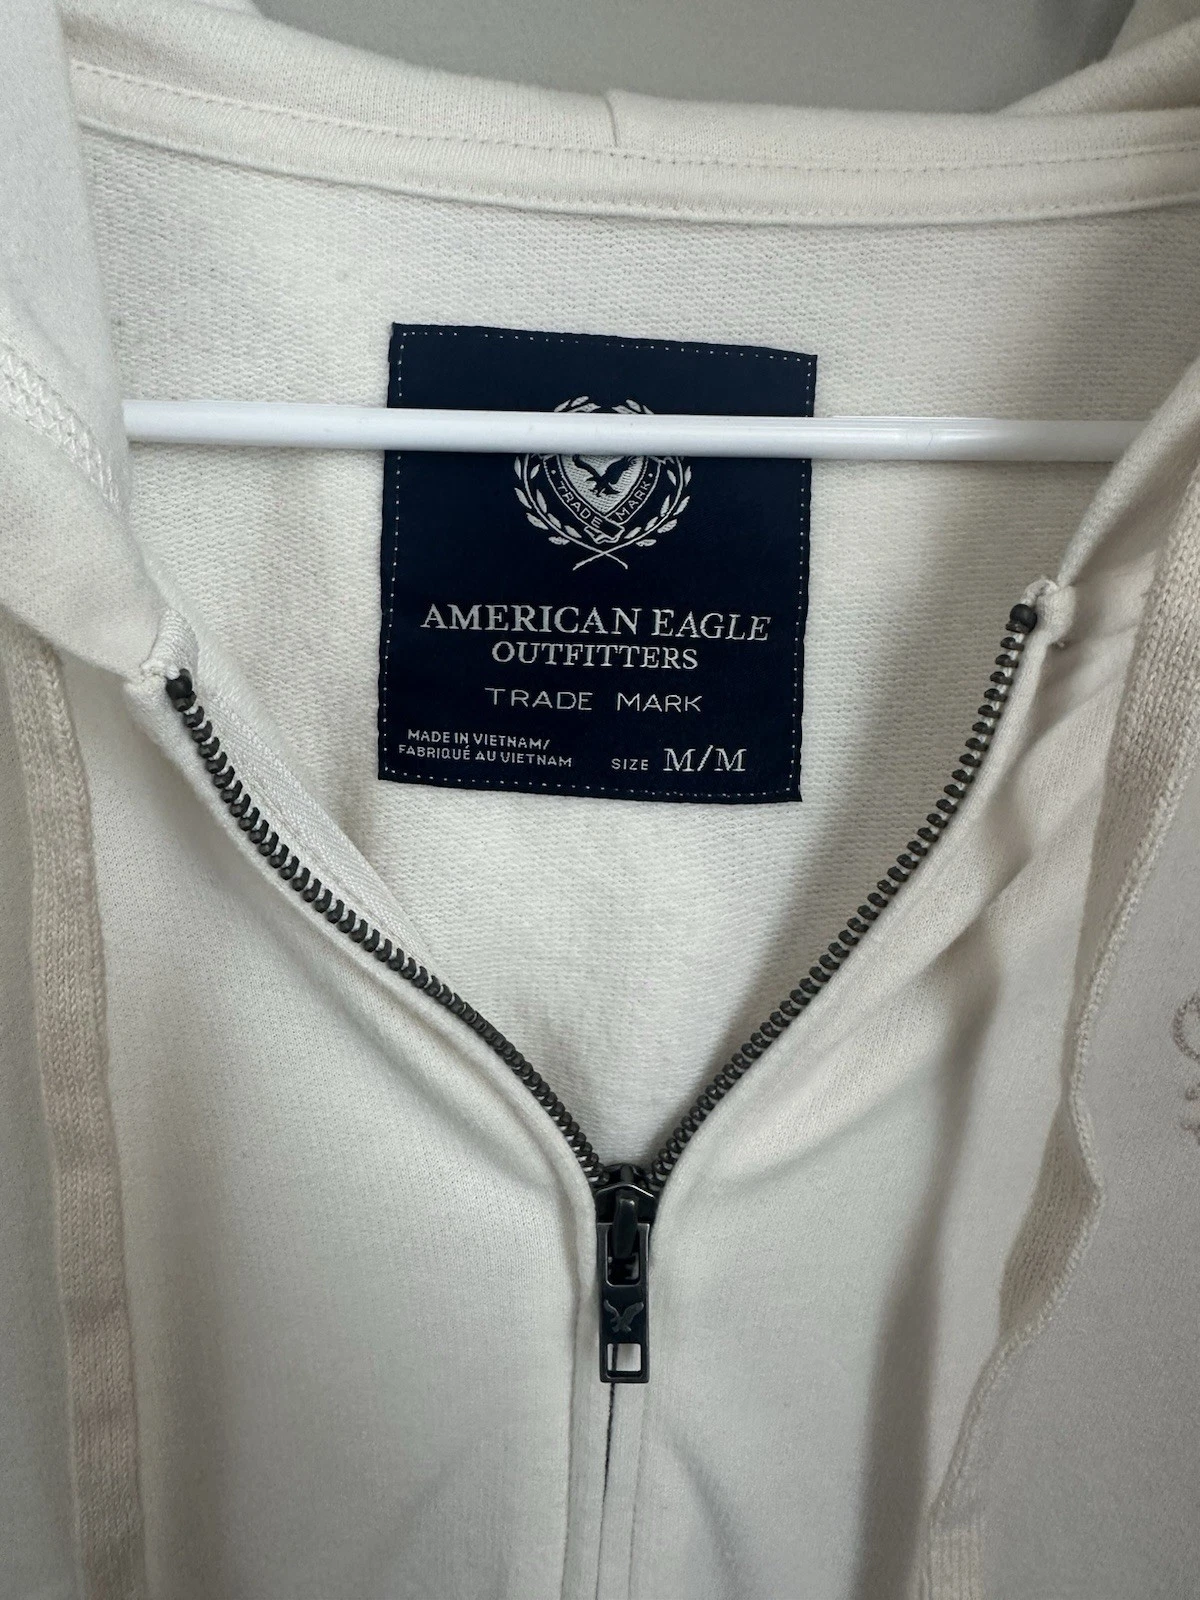 TRADE MARK
AMERICAN EAGLE
OUTFITTERS
TRADE MARK
MADE IN VIETNAM/
FABRIQUÉ AU VIETNAM
SIZE M/M